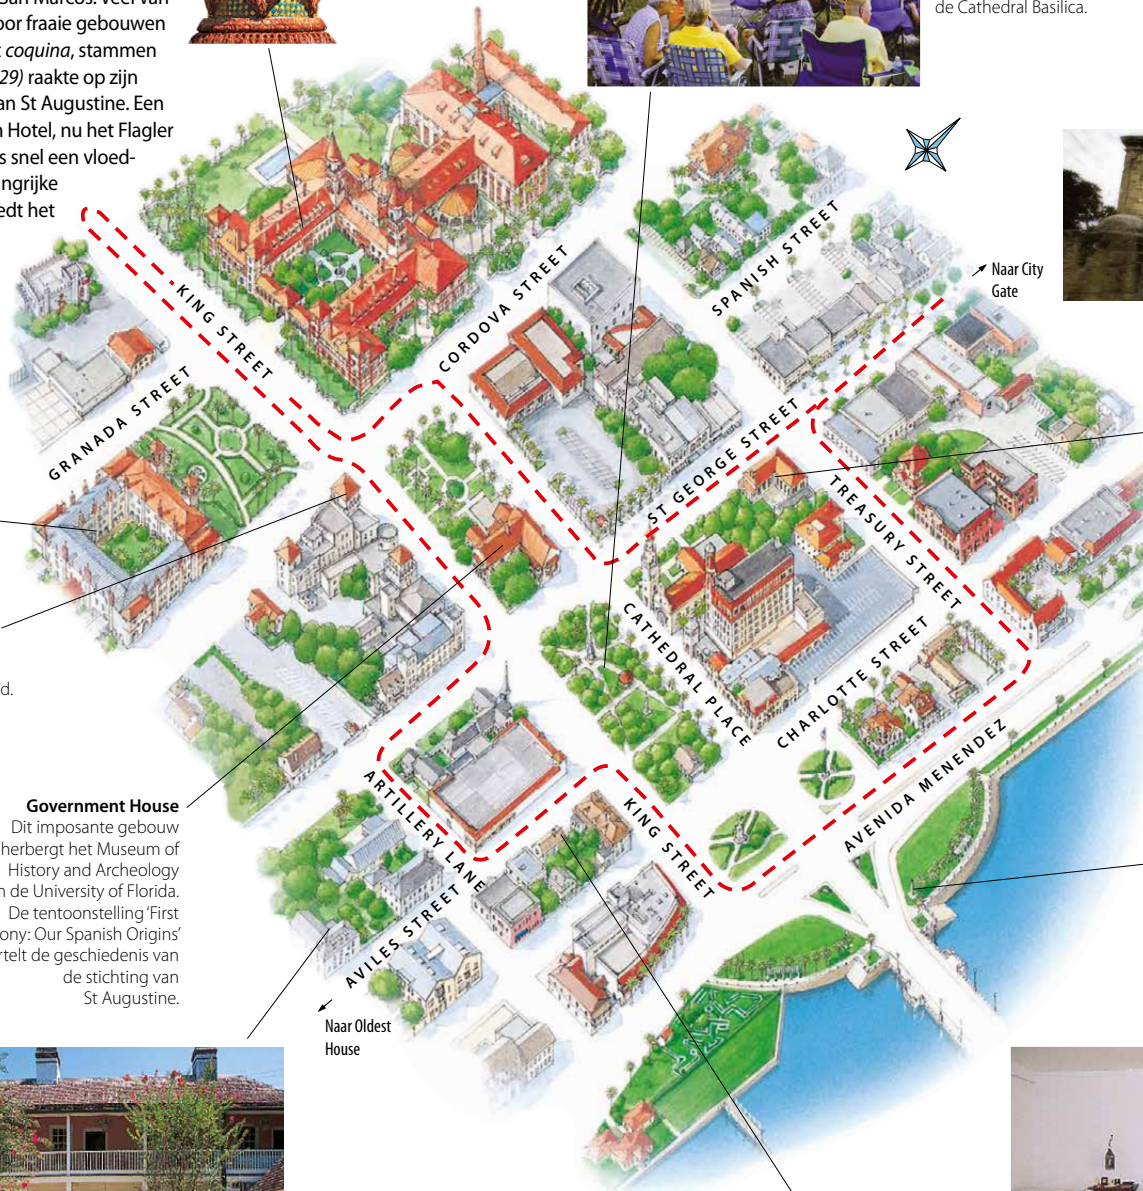 San Marcos. Veel van
oor fraaie gebouwen
t coquina, stammen
29) raakte op zijn
an St Augustine. Een
n Hotel, nu het Flagler
s snel een vloed-
ngrijke
edt het
de Cathedral Basilica.
Naar City
Gate
KING STREET
CORDOVA STREET
SPANISH STREET
GRANADA STREET
ST GEORGE STREET
TREASURY STREET
CATHEDRAL PLACE
CHARLOTTE STREET
AVENIDA MENENDEZ
ARTILLERY LANE
KING STREET
AVILES STREET
d.
Government House
Dit imposante gebouw
herbergt het Museum of
History and Archeology
n de University of Florida.
De tentoonstelling ‘First
ony: Our Spanish Origins’
rtelt de geschiedenis van
de stichting van
St Augustine.
Naar Oldest
House